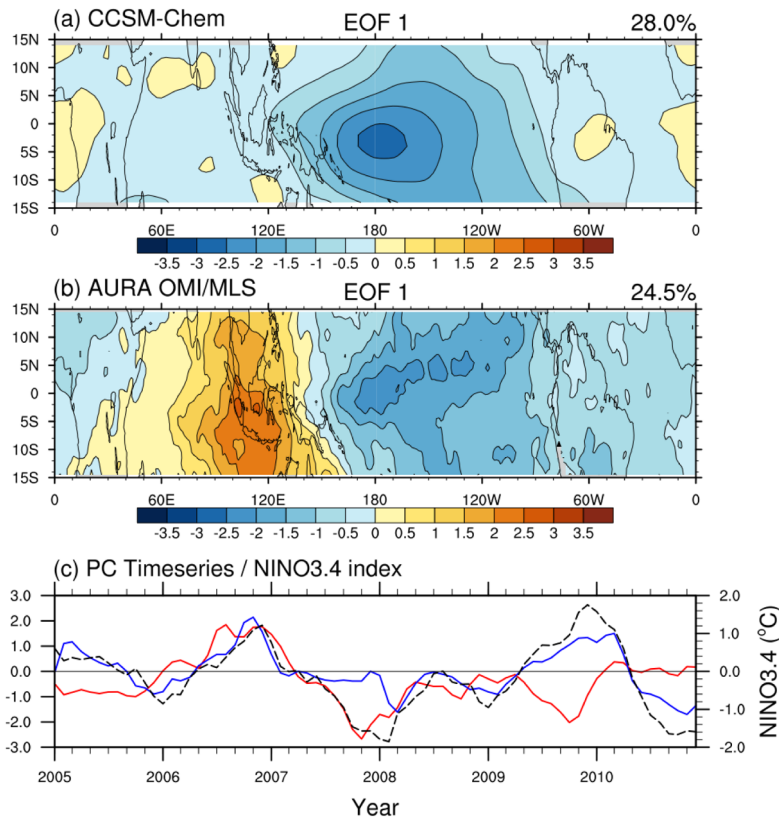 (a) CCSM-Chem EOF 1 28.0%
15N
10N
5N
0
5S
10S
15S
0 60E 120E 180 120W 60W 0
-3.5 -3 -2.5 -2 -1.5 -1 -0.5 0 0.5 1 1.5 2 2.5 3 3.5
(b) AURA OMI/MLS EOF 1 24.5%
15N
10N
5N
0
5S
10S
15S
0 60E 120E 180 120W 60W 0
-3.5 -3 -2.5 -2 -1.5 -1 -0.5 0 0.5 1 1.5 2 2.5 3 3.5
(c) PC Timeseries / NINO3.4 index
3.0 2.0
2.0
1.0 1.0
0.0 0.0
-1.0 -1.0
-2.0
-3.0 -2.0
NINO3.4 (°C)
2005 2006 2007 2008 2009 2010
Year